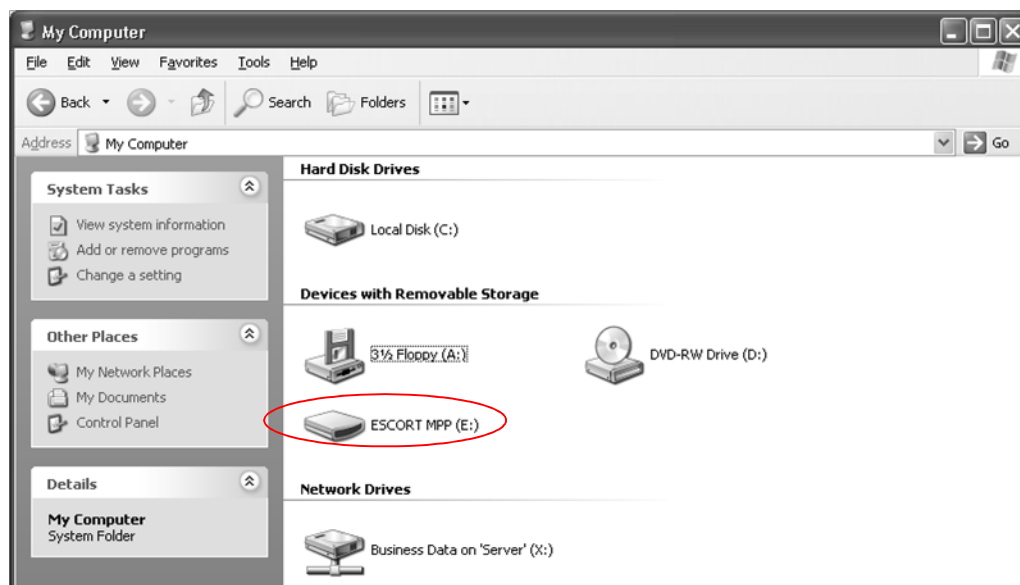 My Computer
File Edit View Favorites Tools Help
Back Search Folders
Address My Computer Go
System Tasks
View system information
Add or remove programs
Change a setting
Other Places
My Network Places
My Documents
Control Panel
Details
My Computer
System Folder
Hard Disk Drives
Local Disk (C:)
Devices with Removable Storage
3½ Floppy (A:) DVD-RW Drive (D:)
ESCORT MPP (E:)
Network Drives
Business Data on 'Server' (X:)